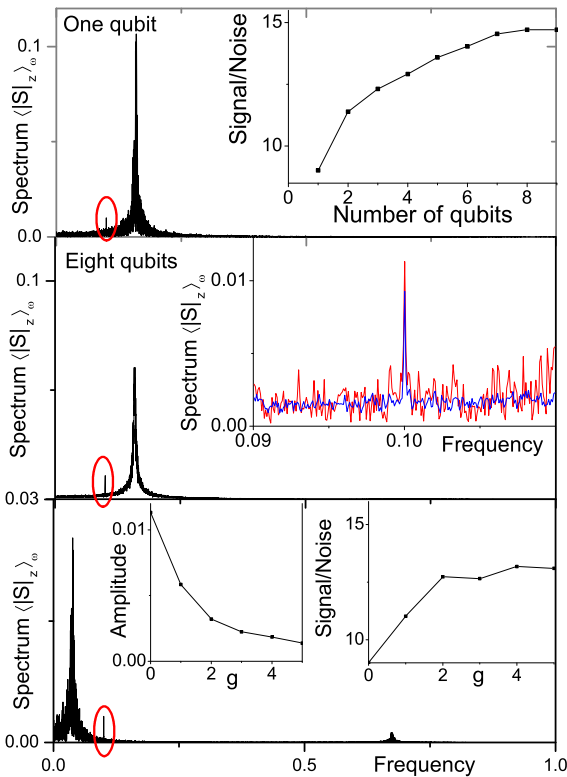 One qubit
0.1
Spectrum ⟨|S|z⟩ω
0.0
Signal/Noise
15
10
0 2 4 6 8
Number of qubits
Eight qubits
0.1
Spectrum ⟨|S|z⟩ω
0.03
Spectrum ⟨|S|z⟩ω
0.01
0.00
0.09 0.10 Frequency
Spectrum ⟨|S|z⟩ω
0.00
Amplitude
0.01
0.00
0 2 4
g
Signal/Noise
15
10
0 2 4
g
0.0 0.5 Frequency 1.0